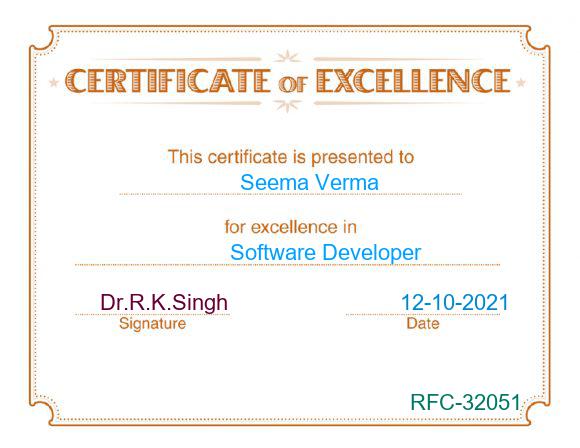 CERTIFICATE OF EXCELLENCE
This certificate is presented to
Seema Verma
for excellence in
Software Developer
Dr.R.K.Singh 12-10-2021
Signature Date
RFC-32051